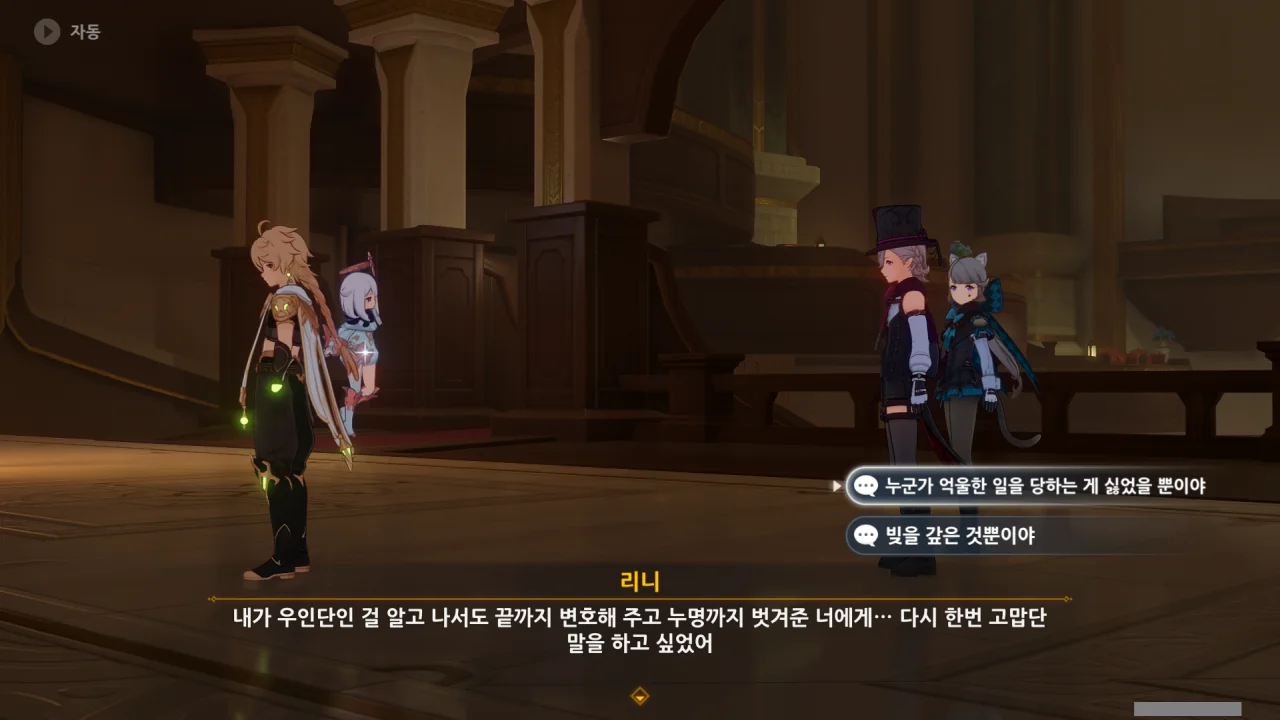 자동
누군가 억울한 일을 당하는 게 싫었을 뿐이야
빚을 갚은 것뿐이야
리니
내가 우인단인 걸 알고 나서도 끝까지 변호해 주고 누명까지 벗겨준 너에게… 다시 한번 고맙단
말을 하고 싶었어